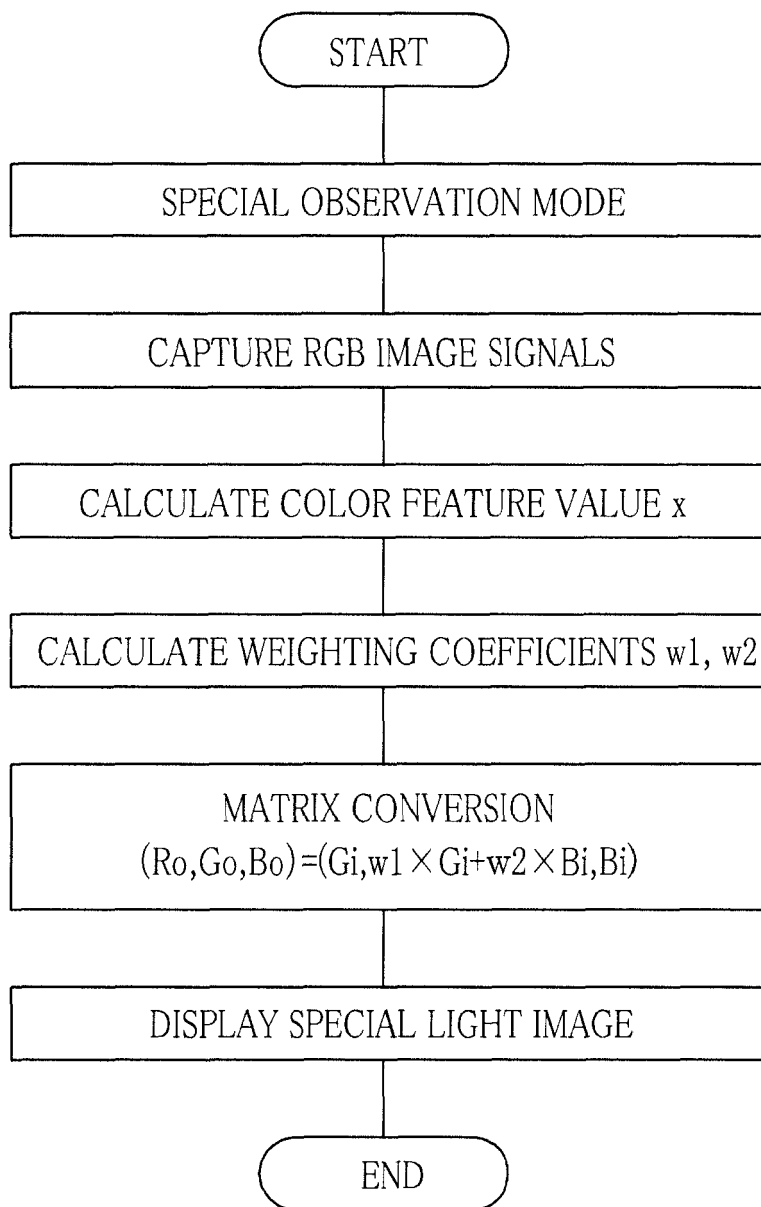 START
SPECIAL OBSERVATION MODE
CAPTURE RGB IMAGE SIGNALS
CALCULATE COLOR FEATURE VALUE x
CALCULATE WEIGHTING COEFFICIENTS w1, w2
MATRIX CONVERSION
(Ro,Go,Bo)=(Gi,w1×Gi+w2×Bi,Bi)
DISPLAY SPECIAL LIGHT IMAGE
END